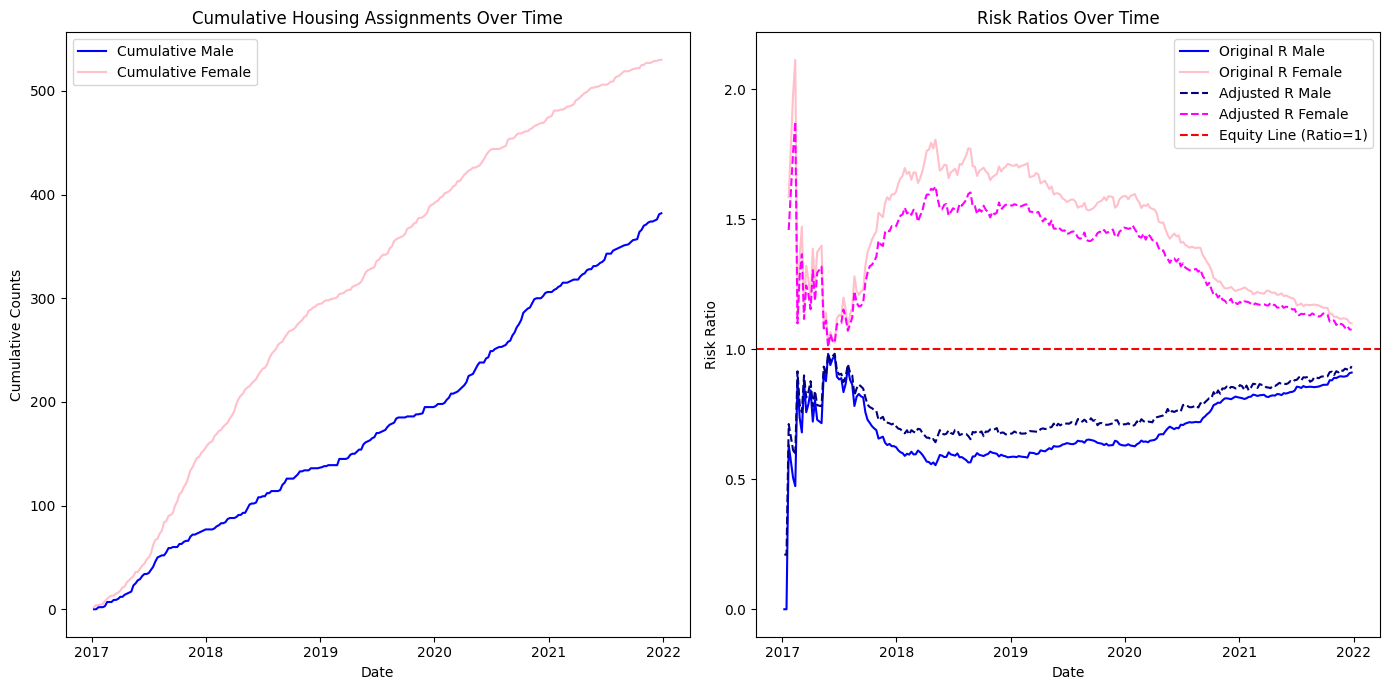 Cumulative Housing Assignments Over Time
Cumulative Male
Cumulative Female
Cumulative Counts
500
400
300
200
100
0
2017 2018 2019 2020 2021 2022
Date
Risk Ratios Over Time
Original R Male
Original R Female
Adjusted R Male
Adjusted R Female
Equity Line (Ratio=1)
Risk Ratio
2.0
1.5
1.0
0.5
0.0
2017 2018 2019 2020 2021 2022
Date